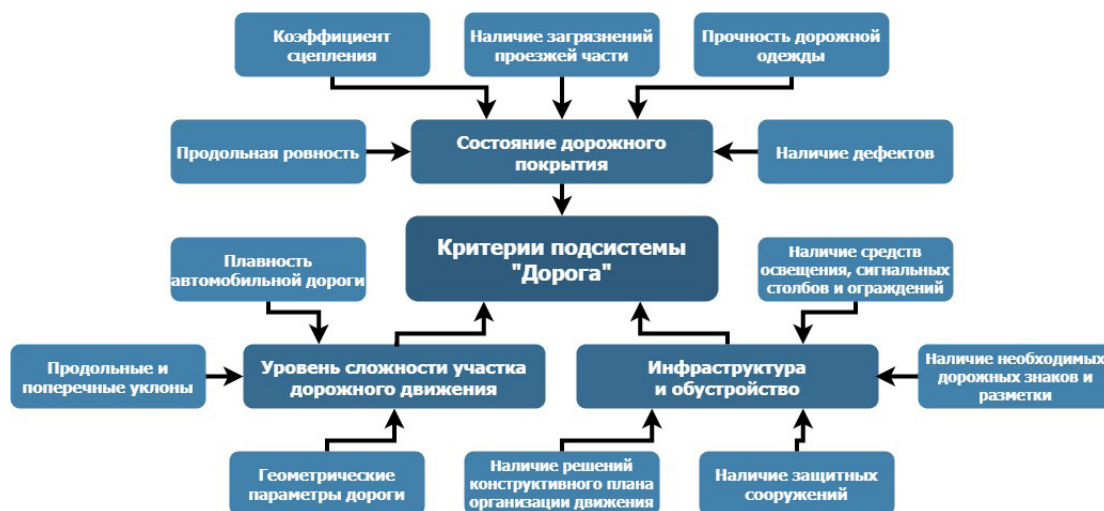 Коэффициент
сцепления
Наличие загрязнений
проезжей части
Прочность дорожной
одежды
Продольная ровность
Состояние дорожного
покрытия
Наличие дефектов
Критерии подсистемы
"Дорога"
Плавность
автомобильной дороги
Наличие средств
освещения, сигнальных
столбов и ограждений
Продольные и
поперечные уклоны
Уровень сложности участка
дорожного движения
Инфраструктура
и обустройство
Наличие необходимых
дорожных знаков и
разметки
Геометрические
параметры дороги
Наличие решений
конструктивного плана
организации движения
Наличие защитных
сооружений